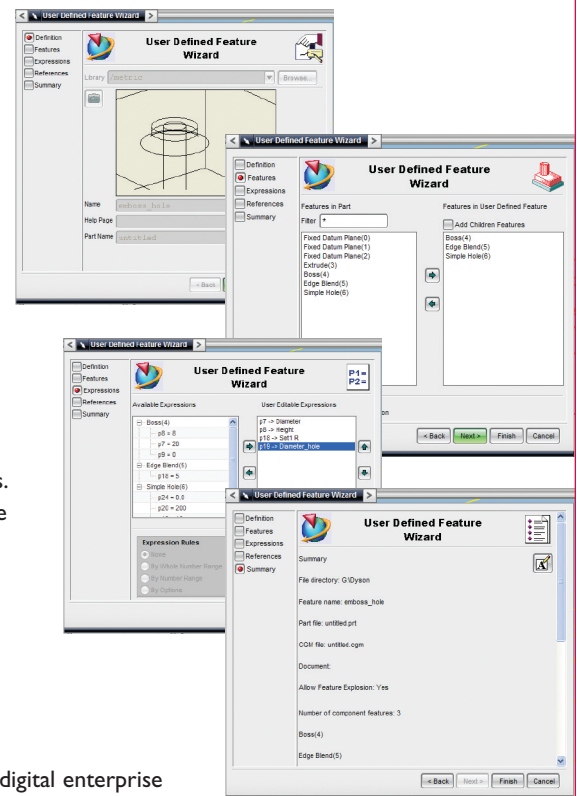 User Defined Feature Wizard
Definition
Features
Expressions
References
Summary
User Defined Feature
Wizard
Library /metric Browse...
Name emboss_hole
Help Page
Part Name untitled
< Back
User Defined Feature Wizard
Definition
Features
Expressions
References
Summary
User Defined Feature
Wizard
Features in Part
Filter *
Fixed Datum Plane(0)
Fixed Datum Plane(1)
Fixed Datum Plane(2)
Extrude(3)
Boss(4)
Edge Blend(5)
Simple Hole(6)
Features in User Defined Feature
Add Children Features
Boss(4)
Edge Blend(5)
Simple Hole(6)
on
< Back Next > Finish Cancel
User Defined Feature Wizard
Definition
Features
Expressions
References
Summary
User Defined Feature
Wizard
P1=
P2=
Available Expressions
Boss(4)
p8 = 8
p7 = 20
p9 = 0
Edge Blend(5)
p18 = 5
Simple Hole(6)
p24 = 0.0
p20 = 200
User Editable Expressions
p7 -> Diameter
p8 -> Height
p18 -> Set1 R
p19 -> Diameter_hole
Expression Rules
None
By Whole Number Range
By Number Range
By Options
s.
e
User Defined Feature Wizard
Definition
Features
Expressions
References
Summary
User Defined Feature
Wizard
Summary
File directory: G:\Dyson
Feature name: emboss_hole
Part file: untitled.prt
CGM file: untitled.cgm
Document:
Allow Feature Explosion: Yes
Number of component features: 3
Boss(4)
Edge Blend(5)
< Back Next > Finish Cancel
digital enterprise